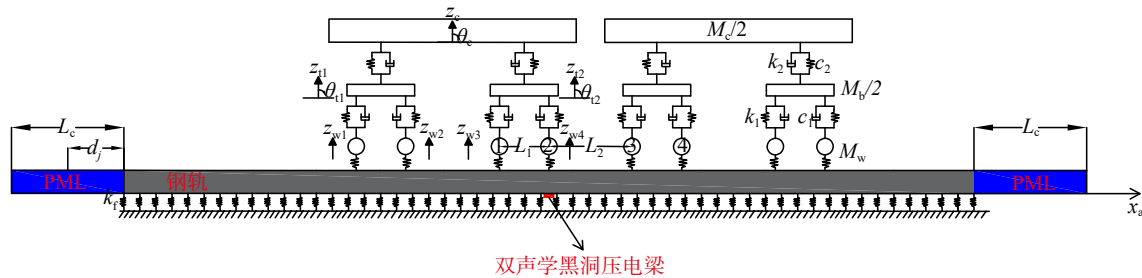 z_c
θ_c
M_c/2
k_2
c_2
z_t1
θ_t1
z_t2
θ_t2
M_b/2
k_1
c_1
z_w1
z_w2
z_w3
z_w4
1
L_1
2
L_2
3
4
M_w
L_c
d_j
L_c
PML
钢轨
PML
k_f
x_a
双声学黑洞压电梁